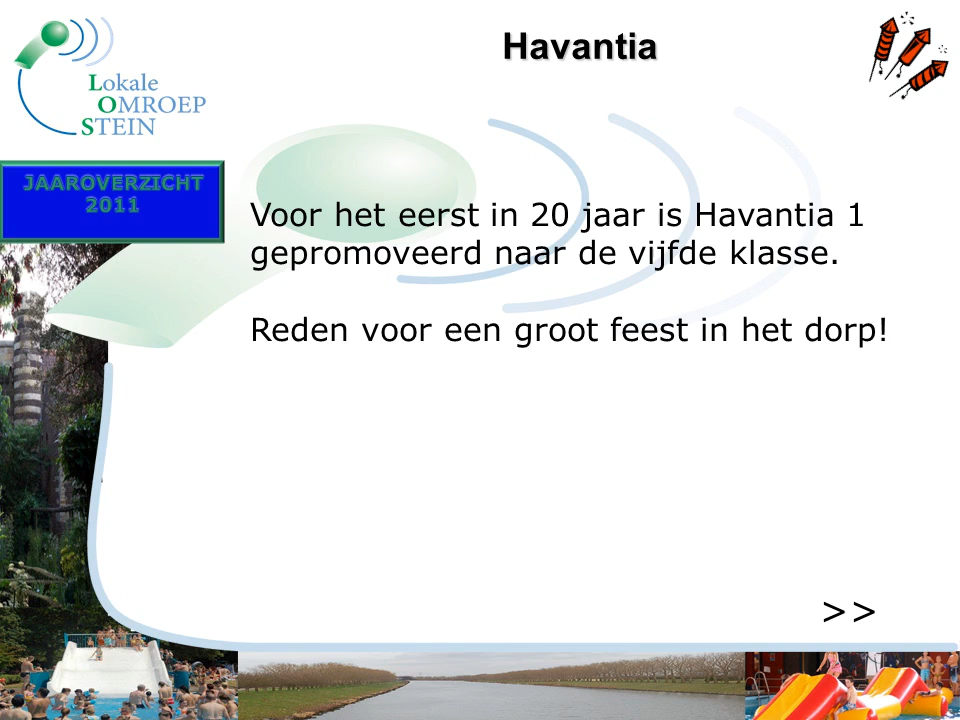 Havantia
Lokale
OMROEP
STEIN
JAAROVERZICHT
2011
Voor het eerst in 20 jaar is Havantia 1
gepromoveerd naar de vijfde klasse.
Reden voor een groot feest in het dorp!
>>